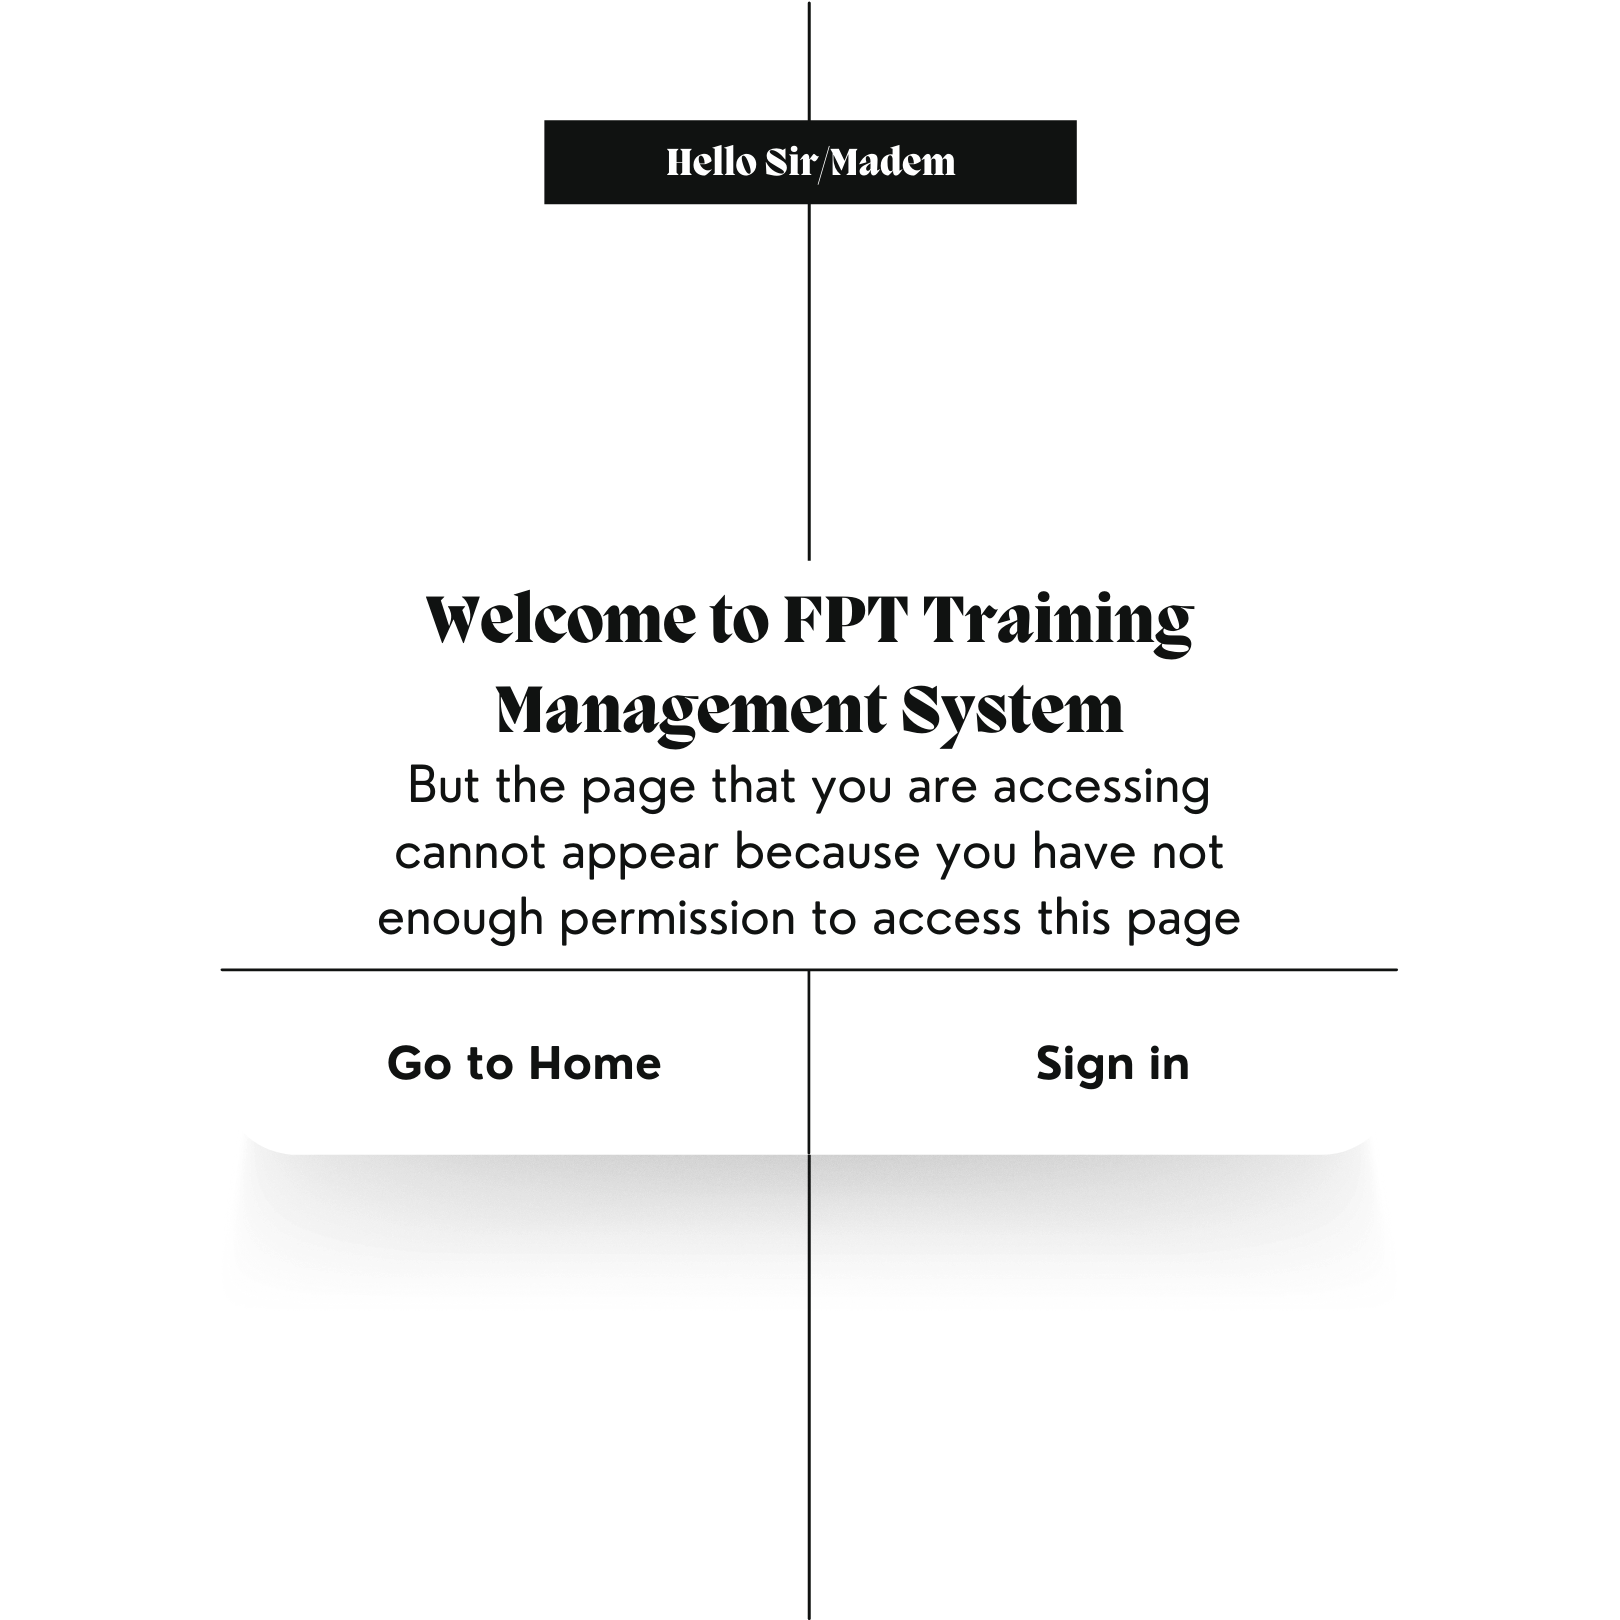 Hello Sir/Madem
Welcome to FPT Training
Management System
But the page that you are accessing
cannot appear because you have not
enough permission to access this page
Go to Home
Sign in